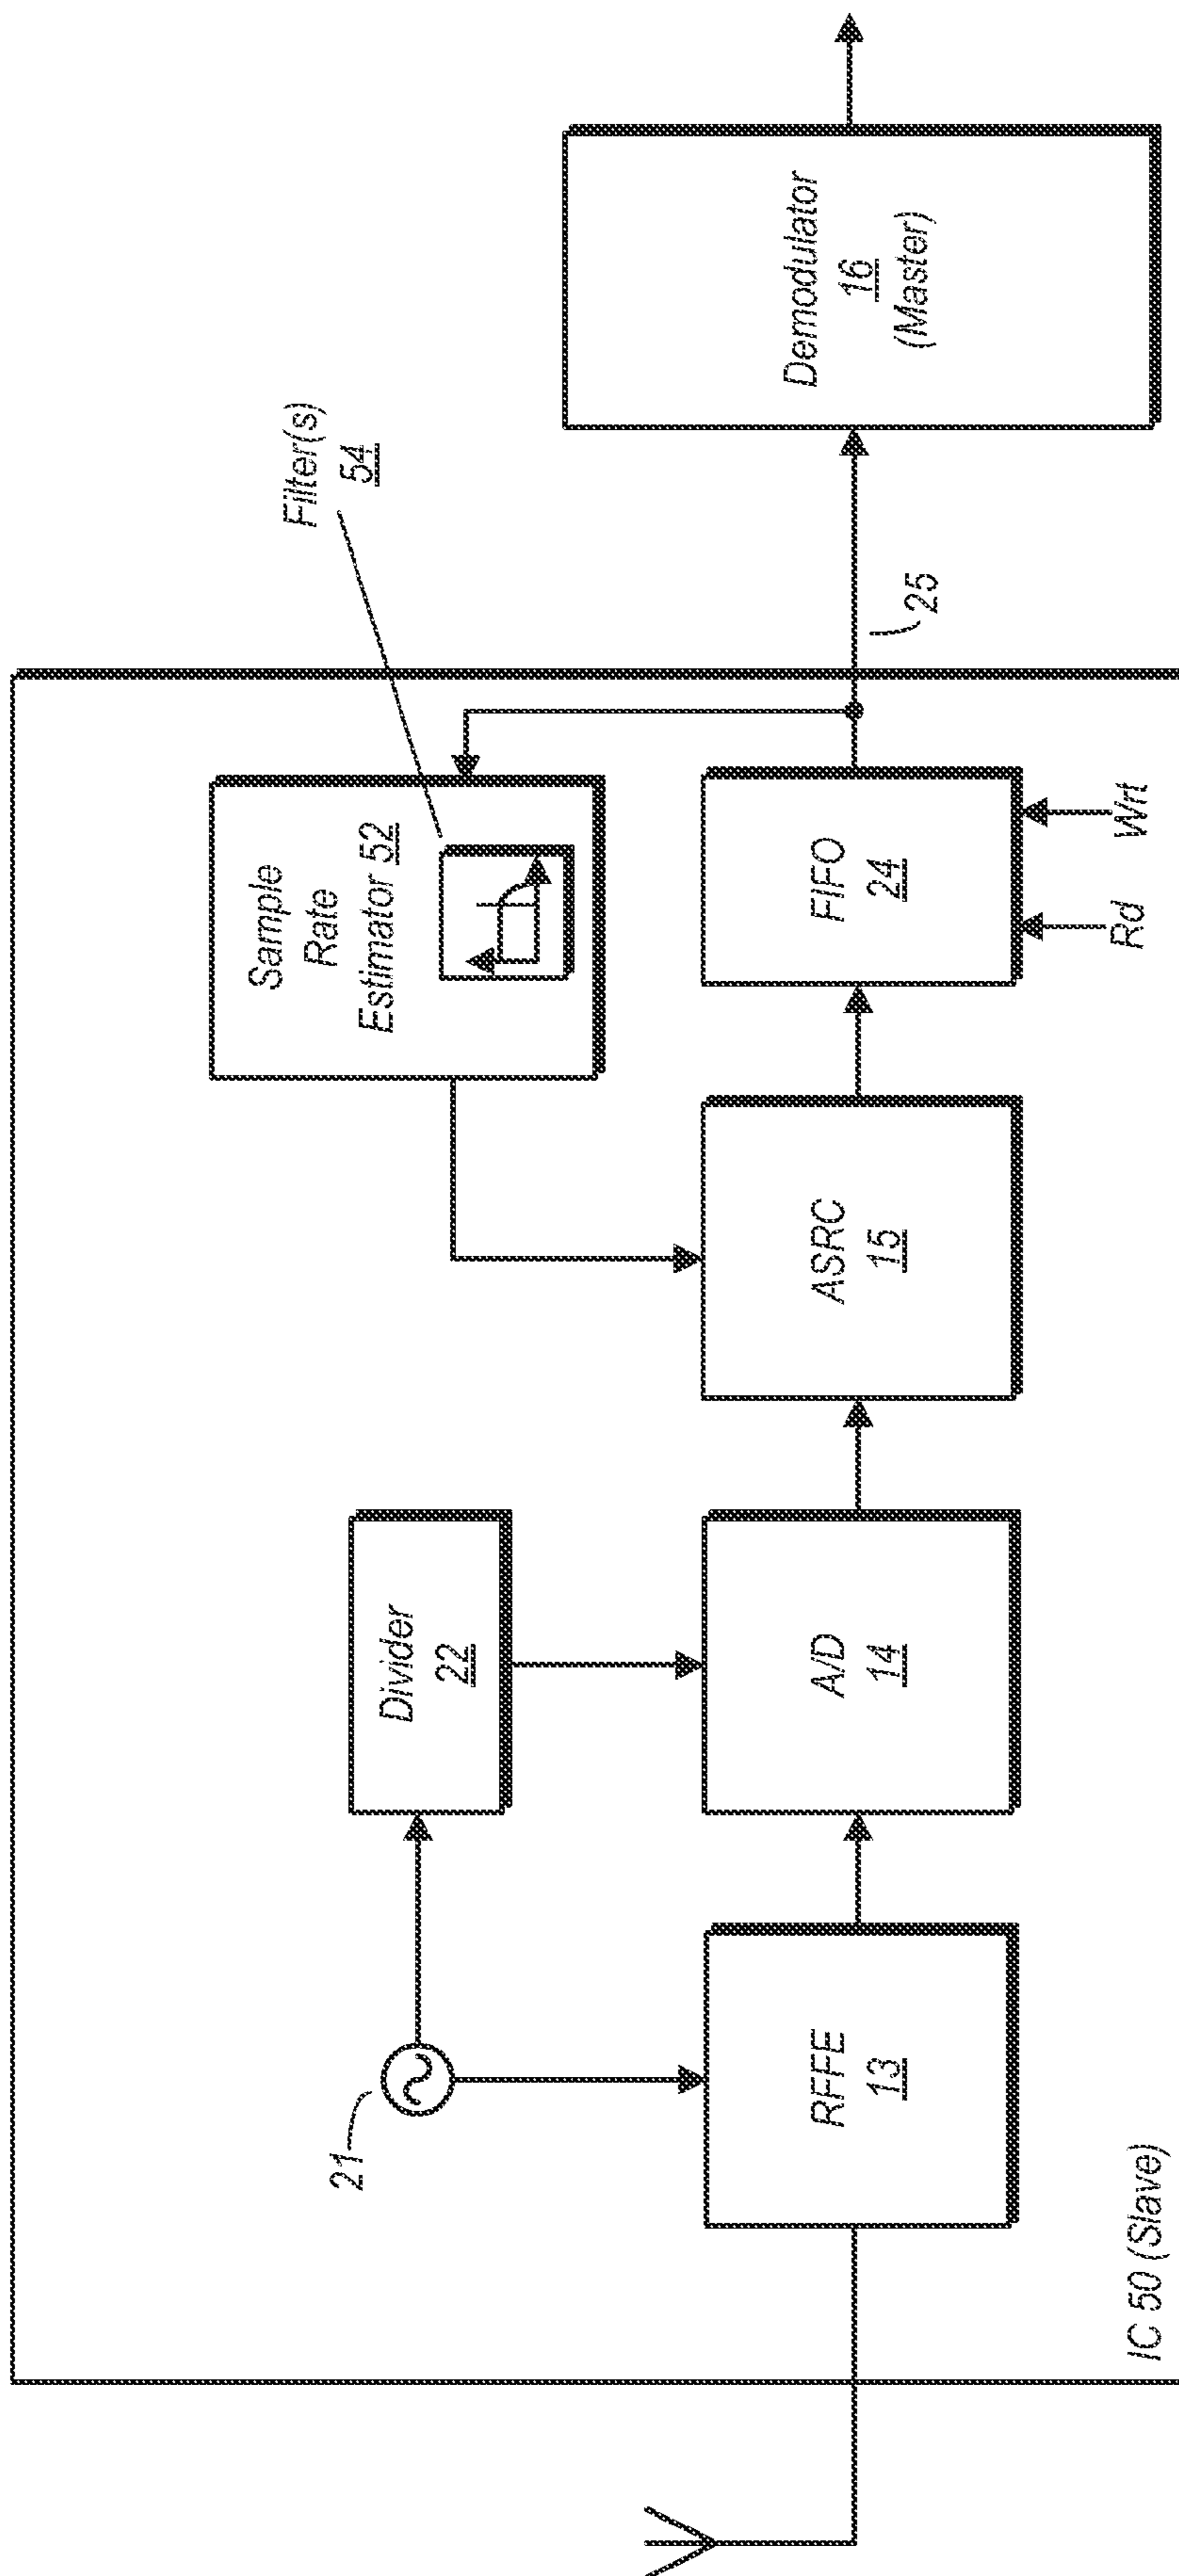 21
Divider
22
Sample
Rate
Estimator 52
Filter(s)
54
RFFE
13
A/D
14
ASRC
15
FIFO
24
Rd
Wrt
25
Demodulator
16
(Master)
IC 50 (Slave)